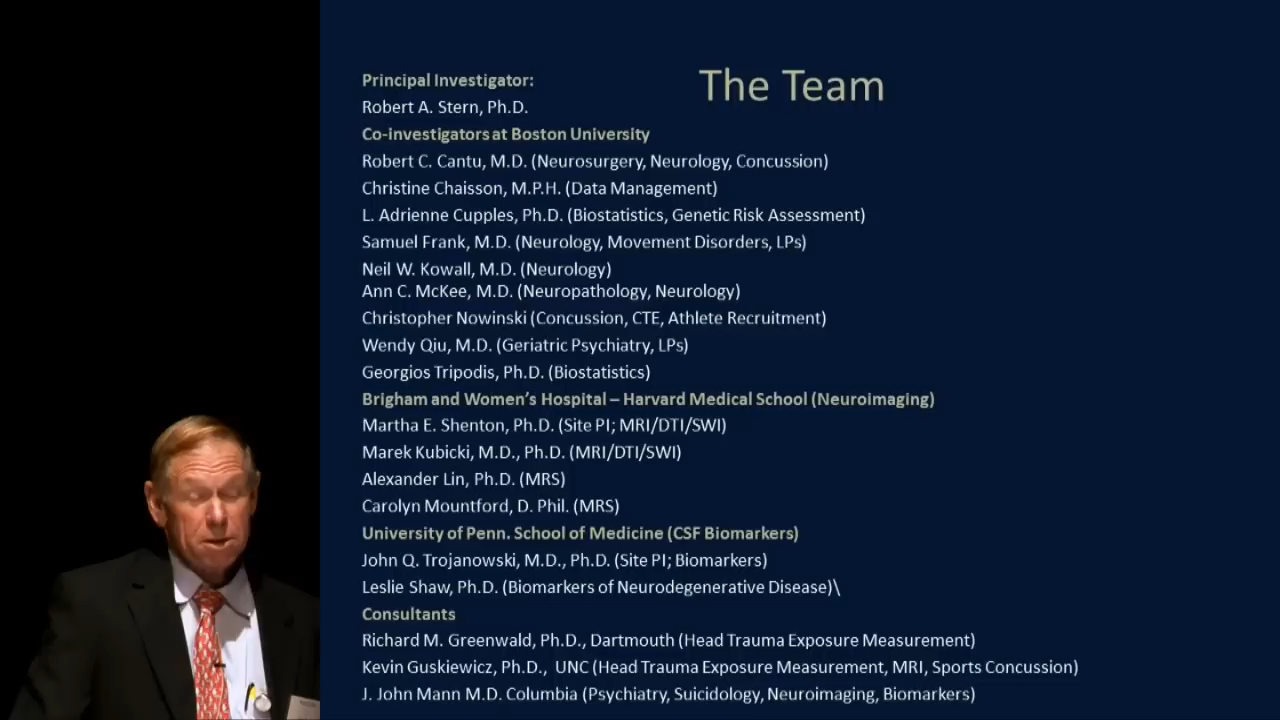 The Team
Principal Investigator:
Robert A. Stern, Ph.D.
Co-investigators at Boston University
Robert C. Cantu, M.D. (Neurosurgery, Neurology, Concussion)
Christine Chaisson, M.P.H. (Data Management)
L. Adrienne Cupples, Ph.D. (Biostatistics, Genetic Risk Assessment)
Samuel Frank, M.D. (Neurology, Movement Disorders, LPs)
Neil W. Kowall, M.D. (Neurology)
Ann C. McKee, M.D. (Neuropathology, Neurology)
Christopher Nowinski (Concussion, CTE, Athlete Recruitment)
Wendy Qiu, M.D. (Geriatric Psychiatry, LPs)
Georgios Tripodis, Ph.D. (Biostatistics)
Brigham and Women's Hospital – Harvard Medical School (Neuroimaging)
Martha E. Shenton, Ph.D. (Site PI; MRI/DTI/SWI)
Marek Kubicki, M.D., Ph.D. (MRI/DTI/SWI)
Alexander Lin, Ph.D. (MRS)
Carolyn Mountford, D. Phil. (MRS)
University of Penn. School of Medicine (CSF Biomarkers)
John Q. Trojanowski, M.D., Ph.D. (Site PI; Biomarkers)
Leslie Shaw, Ph.D. (Biomarkers of Neurodegenerative Disease)\
Consultants
Richard M. Greenwald, Ph.D., Dartmouth (Head Trauma Exposure Measurement)
Kevin Guskiewicz, Ph.D., UNC (Head Trauma Exposure Measurement, MRI, Sports Concussion)
J. John Mann M.D. Columbia (Psychiatry, Suicidology, Neuroimaging, Biomarkers)